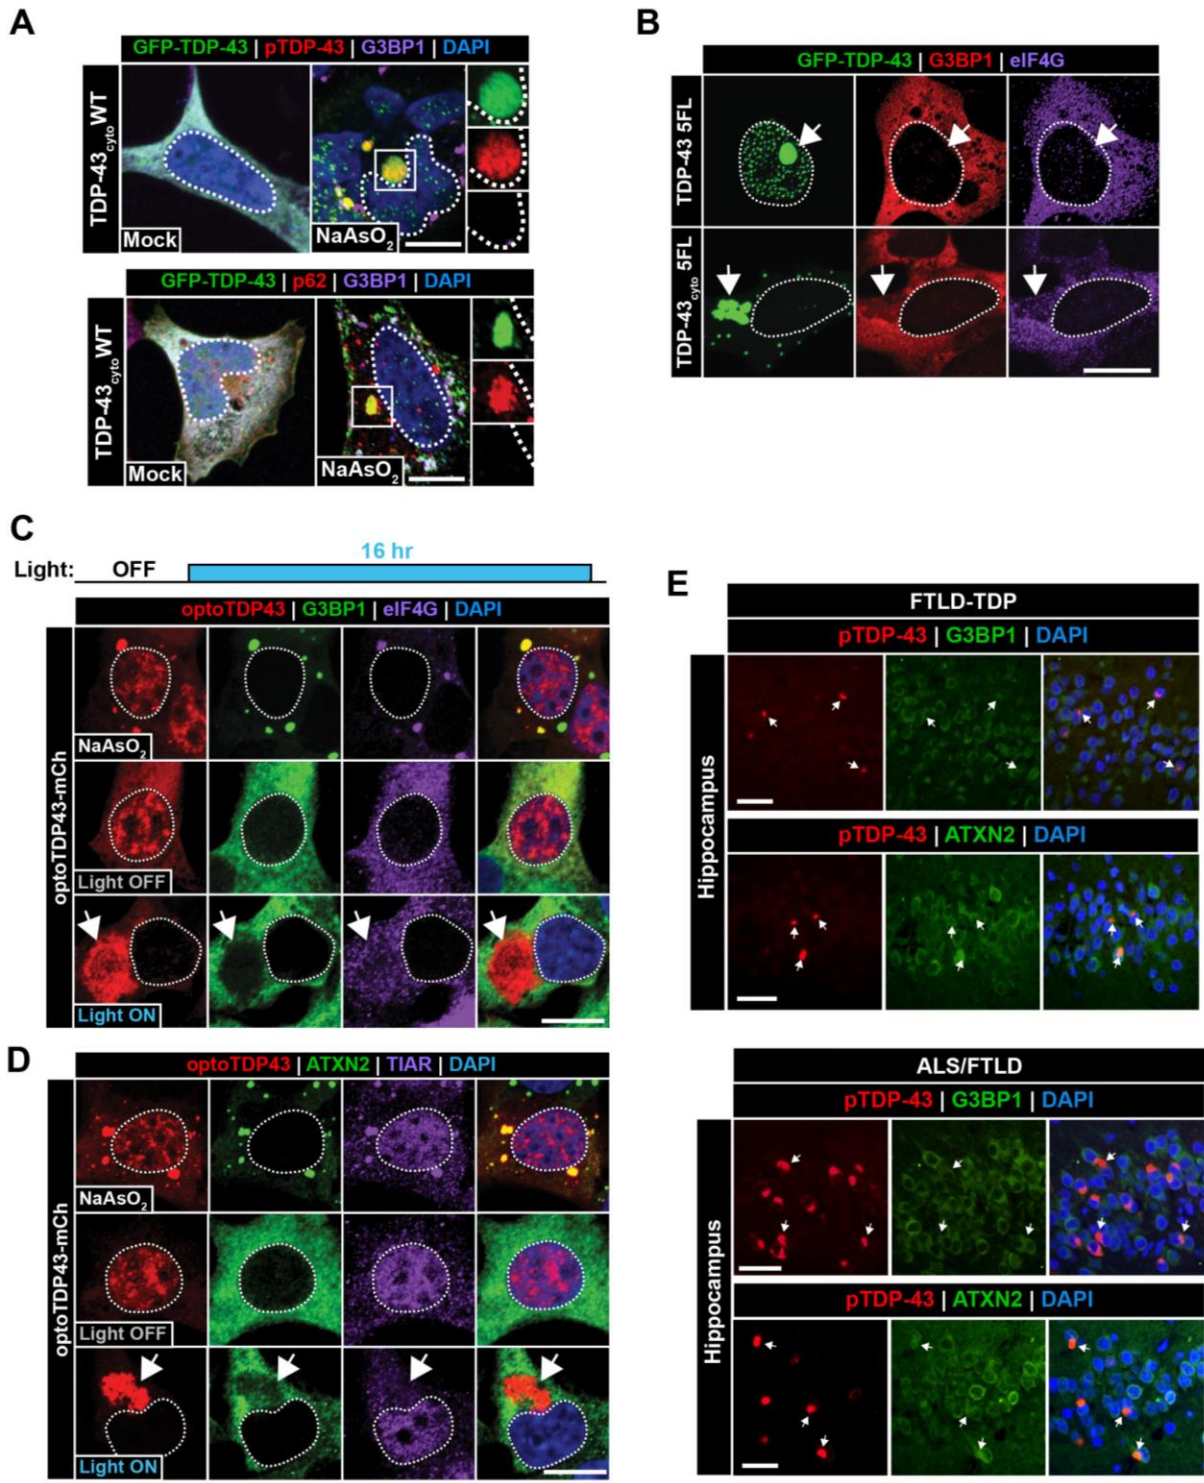 A
GFP-TDP-43 | pTDP-43 | G3BP1 | DAPI
TDP-43cyto WT
Mock
NaAsO2
GFP-TDP-43 | p62 | G3BP1 | DAPI
TDP-43cyto WT
Mock
NaAsO2
B
GFP-TDP-43 | G3BP1 | eIF4G
TDP-43 5FL
TDP-43cyto 5FL
C
16 hr
Light: OFF
optoTDP43 | G3BP1 | eIF4G | DAPI
optoTDP43-mCh
NaAsO2
Light OFF
Light ON
D
optoTDP43 | ATXN2 | TIAR | DAPI
optoTDP43-mCh
NaAsO2
Light OFF
Light ON
E
FTLD-TDP
pTDP-43 | G3BP1 | DAPI
Hippocampus
pTDP-43 | ATXN2 | DAPI
ALS/FTLD
pTDP-43 | G3BP1 | DAPI
Hippocampus
pTDP-43 | ATXN2 | DAPI